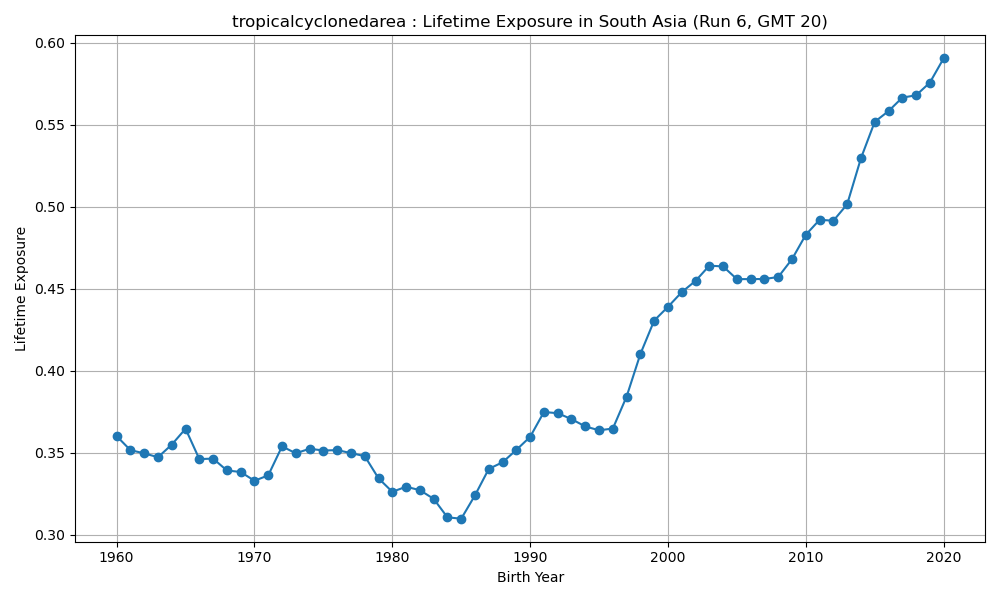 tropicalcyclonedarea : Lifetime Exposure in South Asia (Run 6, GMT 20)
0.60
0.55
0.50
0.45
0.40
0.35
0.30
Lifetime Exposure
1960 1970 1980 1990 2000 2010 2020
Birth Year